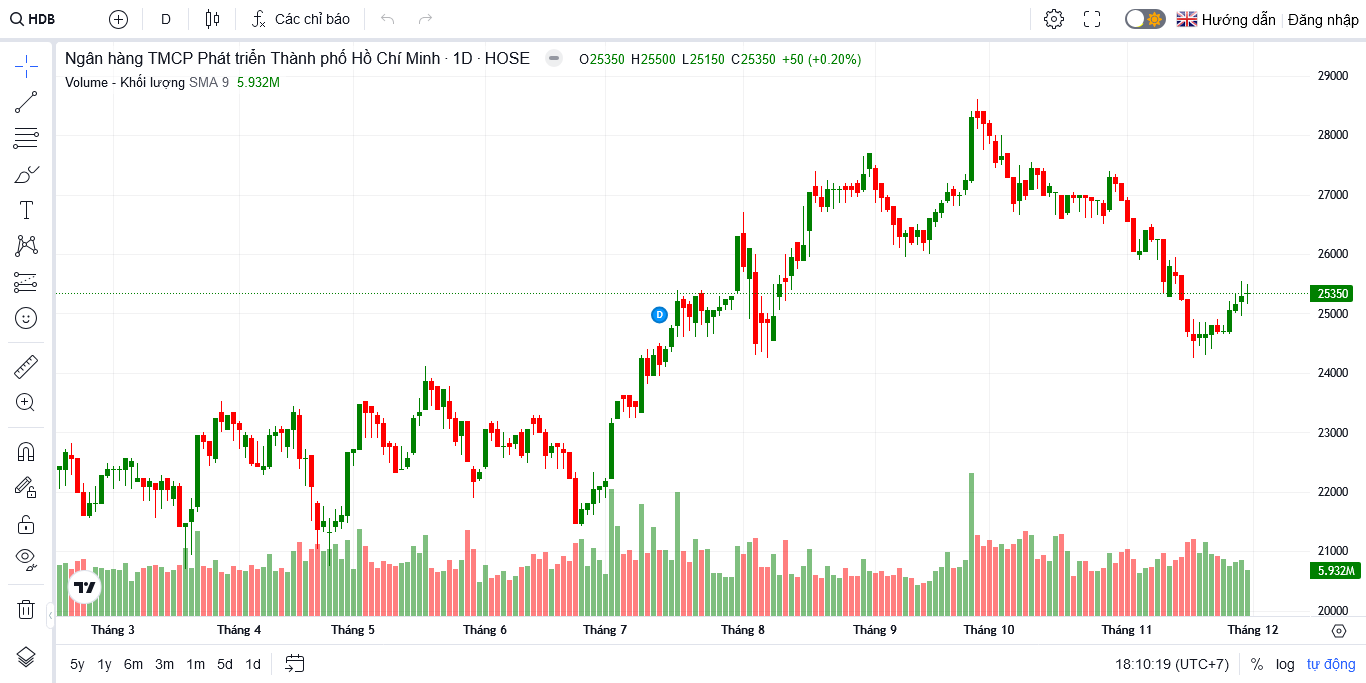 HDB D Các chỉ báo Hướng dẫn Đăng nhập
Ngân hàng TMCP Phát triển Thành phố Hồ Chí Minh · 1D · HOSE O25350 H25500 L25150 C25350 +50 (+0.20%)
Volume - Khối lượng SMA 9 5.932M
29000
28000
27000
26000
25350
D
25000
24000
23000
22000
21000
5.932M
20000
Tháng 3 Tháng 4 Tháng 5 Tháng 6 Tháng 7 Tháng 8 Tháng 9 Tháng 10 Tháng 11 Tháng 12
5y 1y 6m 3m 1m 5d 1d 18:10:19 (UTC+7) % log tự động